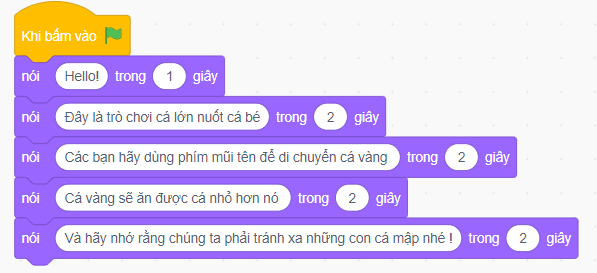 Khi bấm vào
nói Hello! trong 1 giây
nói Đây là trò chơi cá lớn nuốt cá bé trong 2 giây
nói Các bạn hãy dùng phím mũi tên để di chuyển cá vàng trong 2 giây
nói Cá vàng sẽ ăn được cá nhỏ hơn nó trong 2 giây
nói Và hãy nhớ rằng chúng ta phải tránh xa những con cá mập nhé ! trong 2 giây